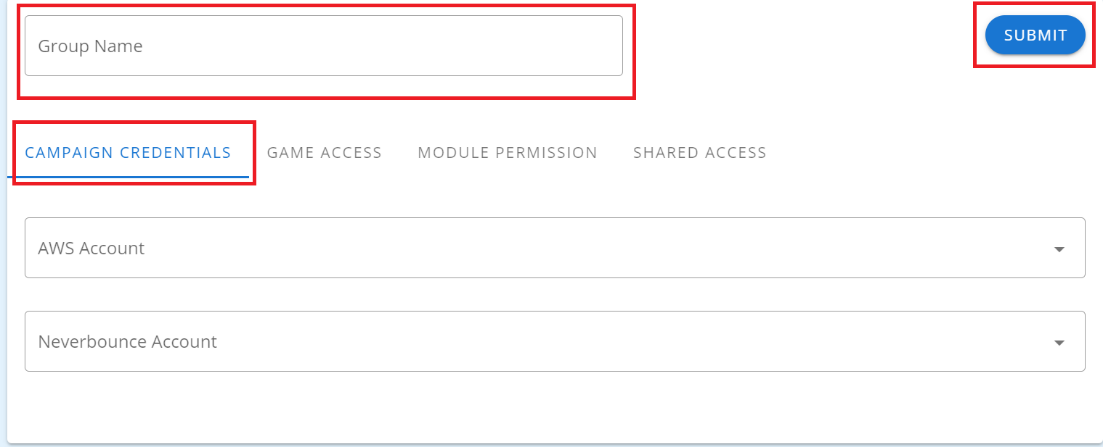 Group Name
SUBMIT
CAMPAIGN CREDENTIALS GAME ACCESS MODULE PERMISSION SHARED ACCESS
AWS Account
Neverbounce Account